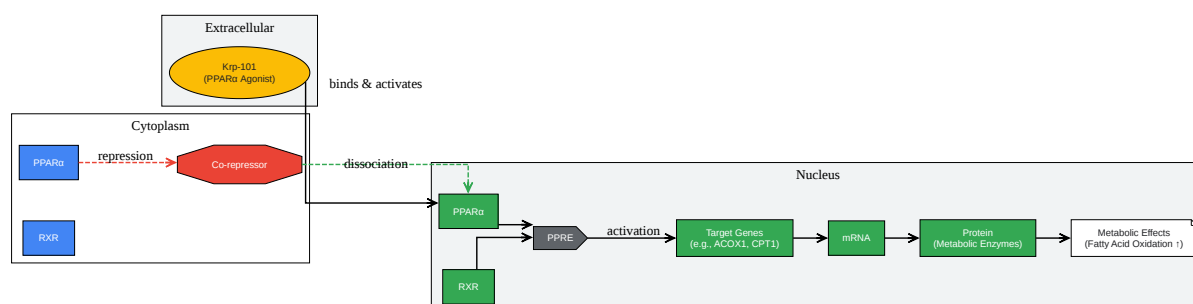 Extracellular
Krp-101
(PPARα Agonist)
binds & activates
Cytoplasm
PPARα
repression
Co-repressor
dissociation
RXR
Nucleus
PPARα
PPRE
activation
Target Genes
(e.g., ACOX1, CPT1)
mRNA
Protein
(Metabolic Enzymes)
Metabolic Effects
(Fatty Acid Oxidation ↑)
RXR